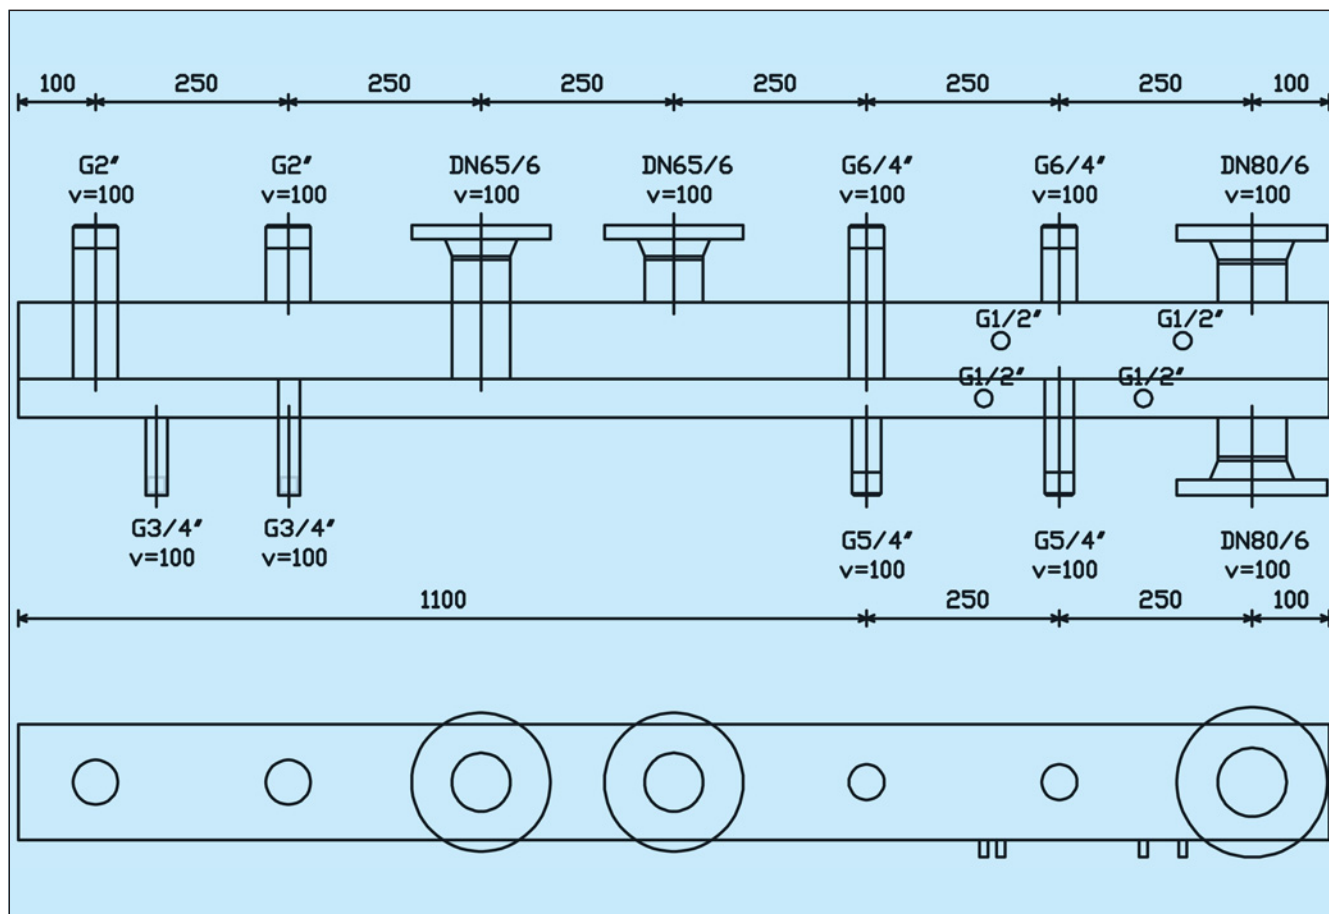 100 250 250 250 250 250 250 100
G2" G2" DN65/6 DN65/6 G6/4" G6/4" DN80/6
v=100 v=100 v=100 v=100 v=100 v=100 v=100
G1/2" G1/2"
G1/2" G1/2"
G3/4" G3/4" G5/4" G5/4" DN80/6
v=100 v=100 v=100 v=100 v=100
1100 250 250 100